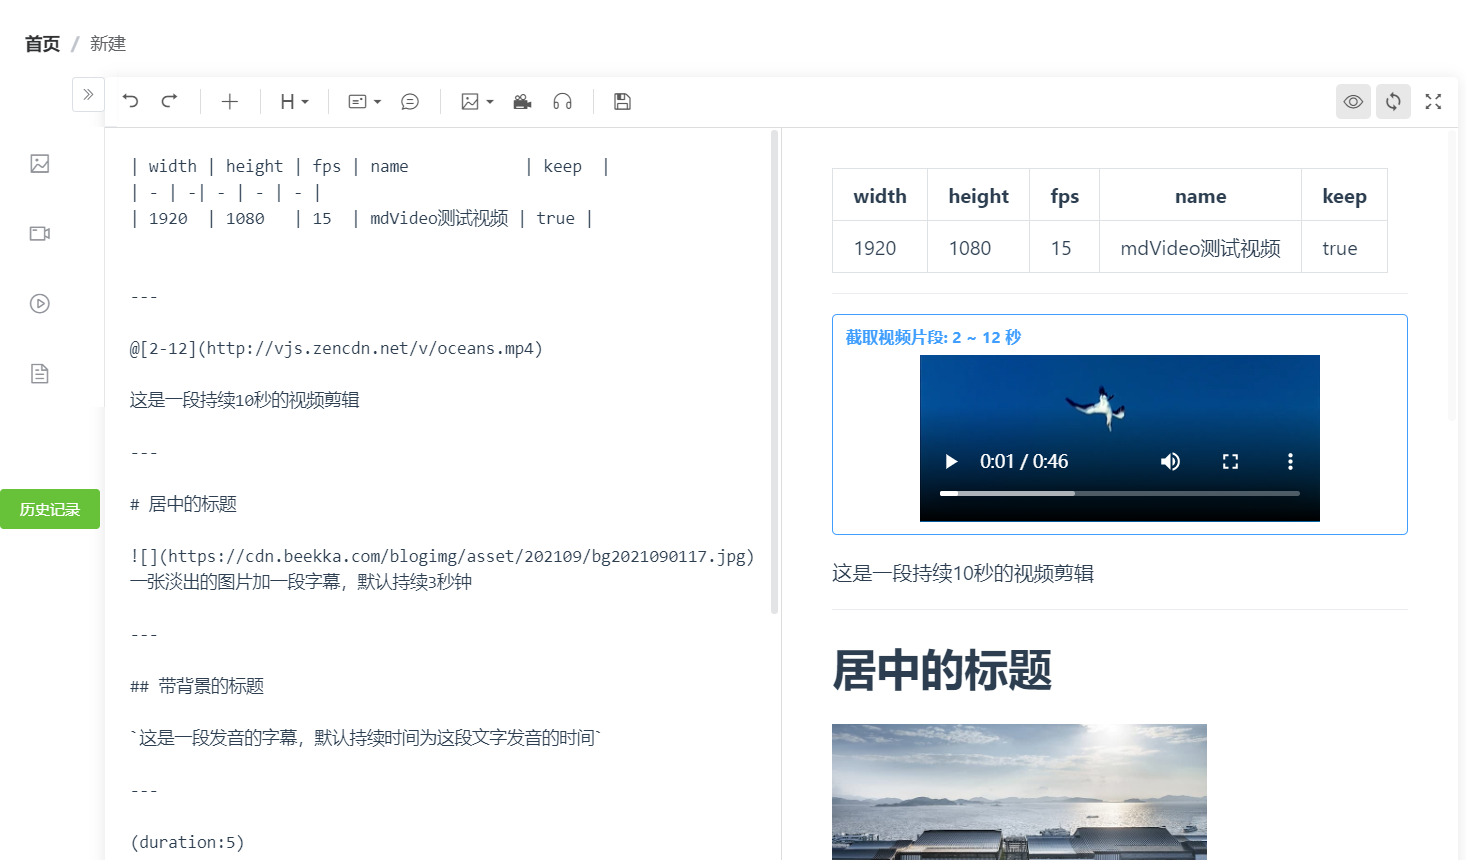 首页 / 新建
H
| width | height | fps | name | keep |
| - | -| - | - | - |
| 1920 | 1080 | 15 | mdVideo测试视频 | true |
---
@[2-12](http://vjs.zencdn.net/v/oceans.mp4)
这是一段持续10秒的视频剪辑
---
# 居中的标题
![](https://cdn.beekka.com/blogimg/asset/202109/bg2021090117.jpg)
一张淡出的图片加一段字幕，默认持续3秒钟
---
## 带背景的标题
`这是一段发音的字幕，默认持续时间为这段文字发音的时间`
---
(duration:5)
历史记录
width height fps name keep
1920 1080 15 mdVideo测试视频 true
截取视频片段: 2 ~ 12 秒
0:01 / 0:46
这是一段持续10秒的视频剪辑
居中的标题